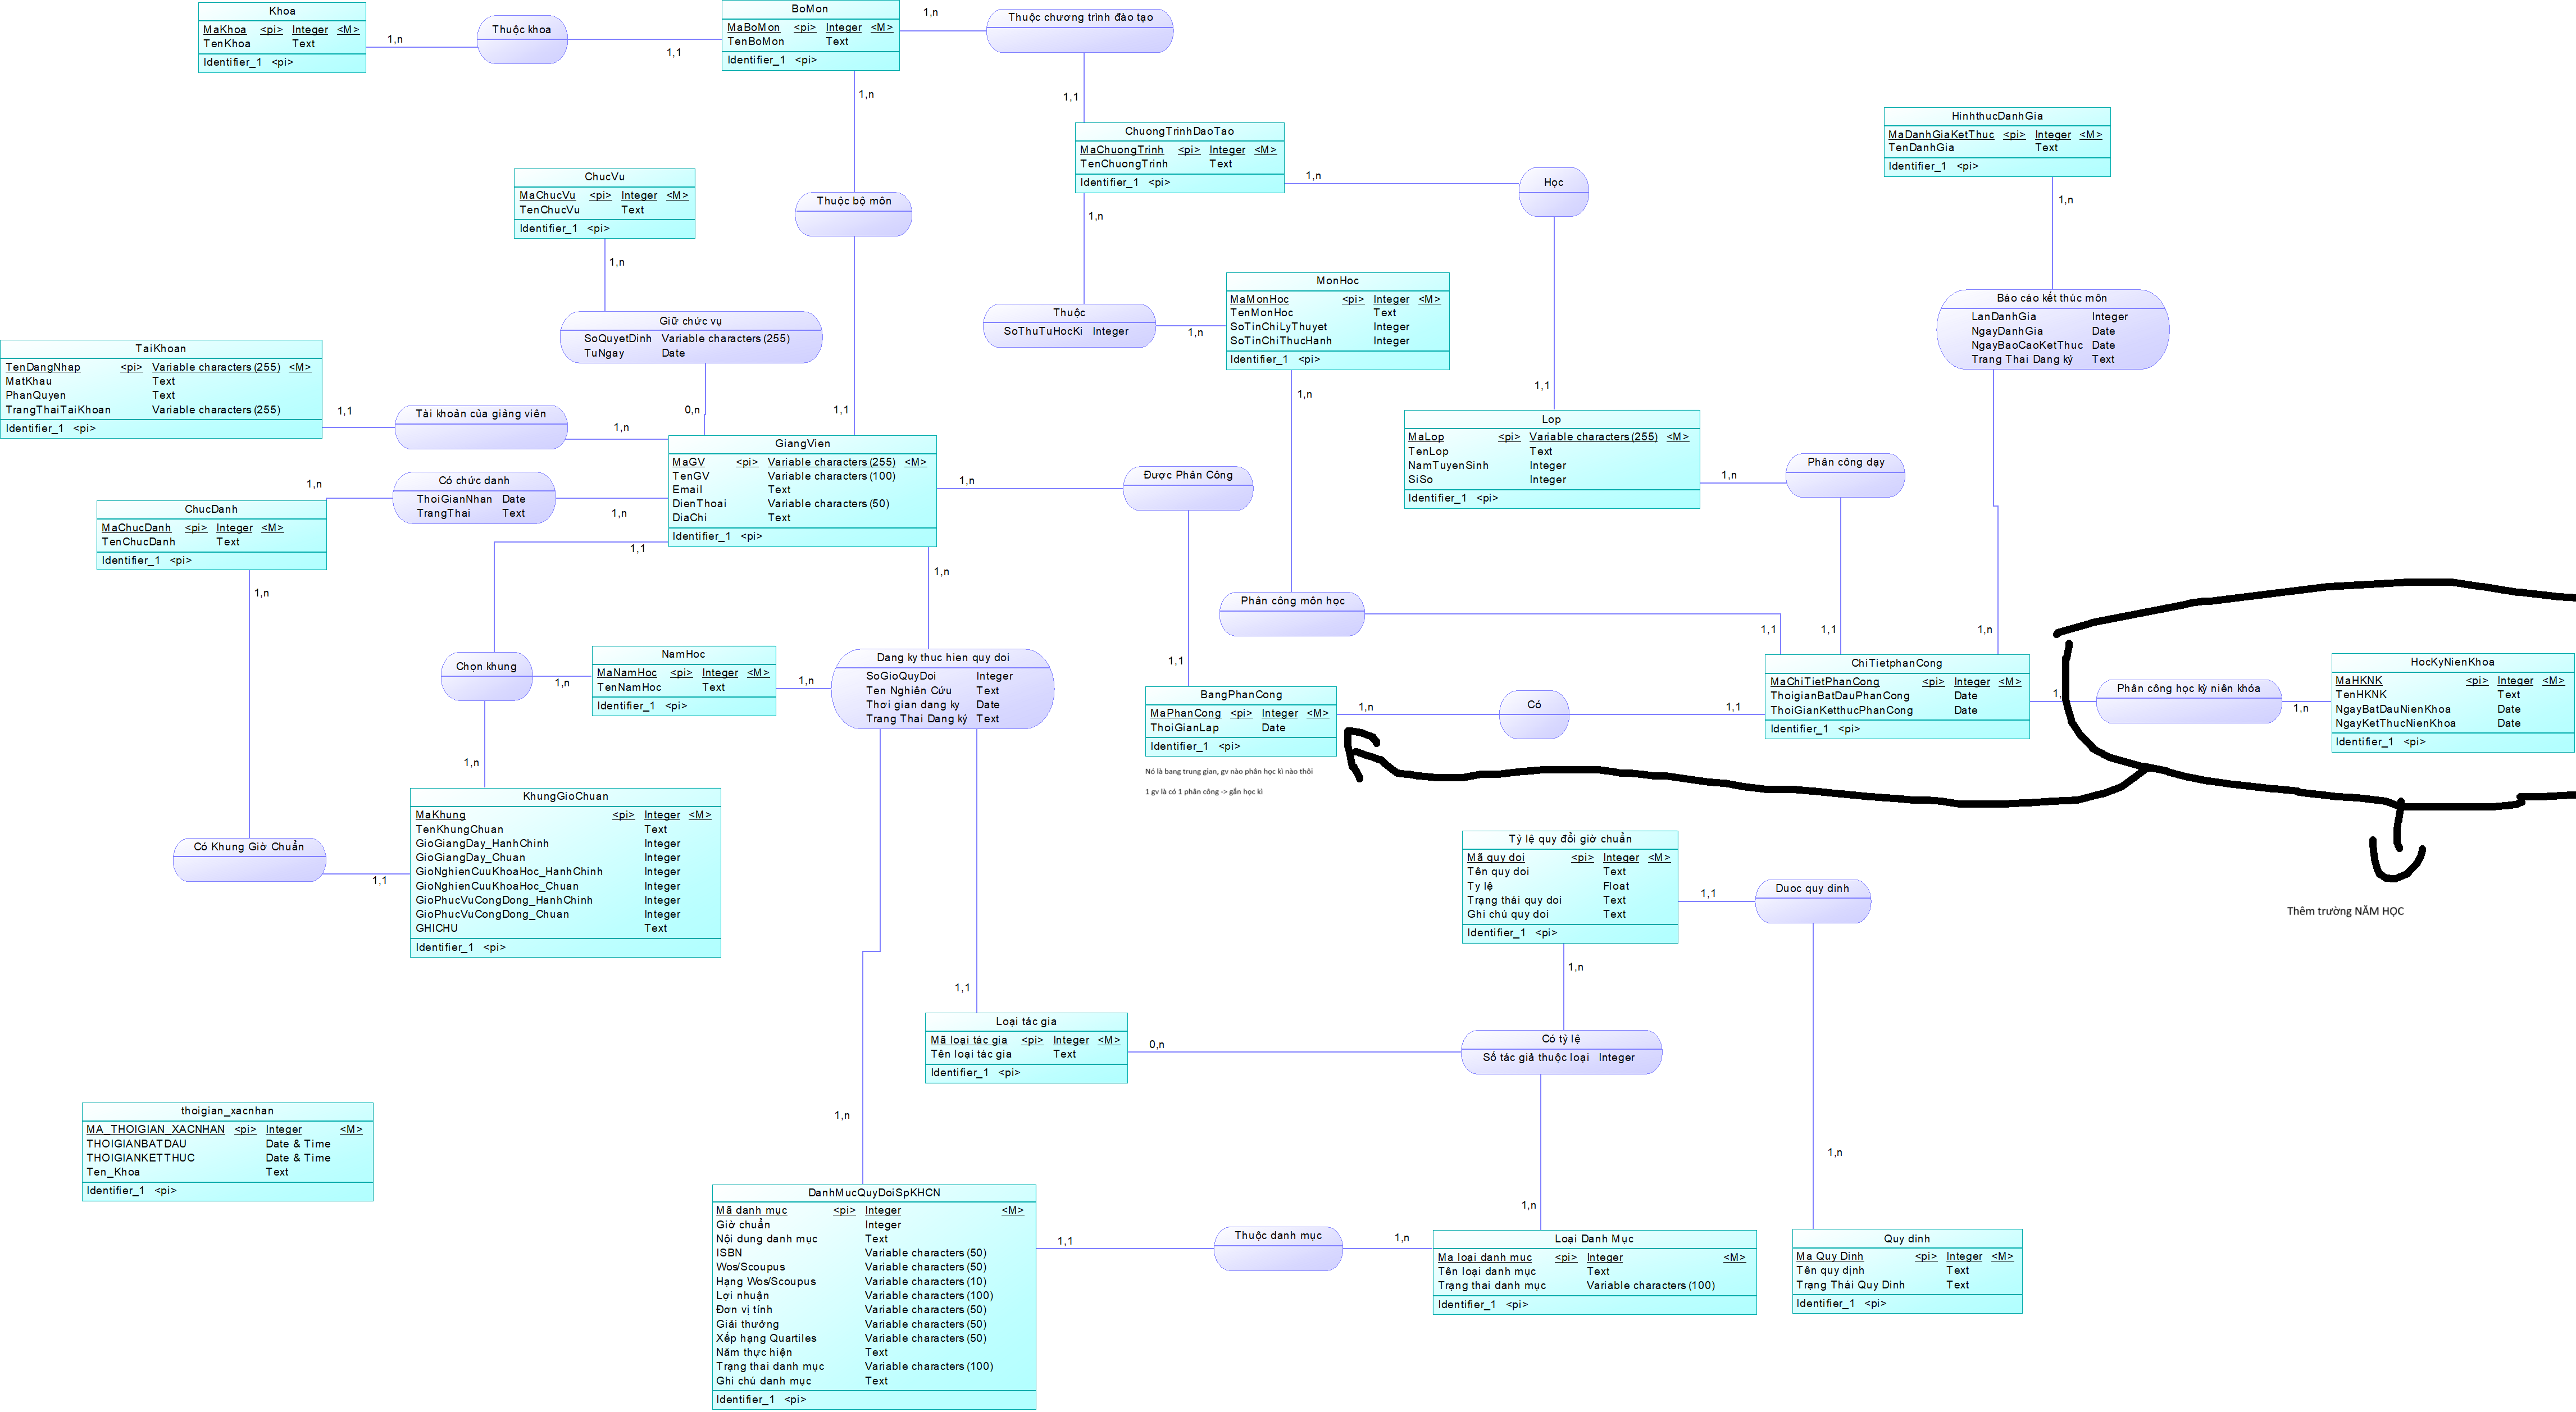 Khoa
MaKhoa <pi> Integer <M>
TenKhoa Text
Identifier_1 <pi>
1,n
Thuộc khoa
1,1
BoMon
MaBoMon <pi> Integer <M>
TenBoMon Text
Identifier_1 <pi>
1,n
Thuộc chương trình đào tạo
1,1
1,n
ChuongTrinhDaoTao
MaChuongTrinh <pi> Integer <M>
TenChuongTrinh Text
Identifier_1 <pi>
1,n
Học
1,n
HinhthucDanhGia
MaDanhGiaKetThuc <pi> Integer <M>
TenDanhGia Text
Identifier_1 <pi>
1,n
ChucVu
MaChucVu <pi> Integer <M>
TenChucVu Text
Identifier_1 <pi>
1,n
Thuộc bộ môn
1,1
Giữ chức vụ
SoQuyetDinh Variable characters (255)
TuNgay Date
0,n
Thuộc
SoThuTuHocKi Integer
1,n
MonHoc
MaMonHoc <pi> Integer <M>
TenMonHoc Text
SoTinChiLyThuyet Integer
SoTinChiThucHanh Integer
Identifier_1 <pi>
1,n
1,1
Báo cáo kết thúc môn
LanDanhGia Integer
NgayDanhGia Date
NgayBaoCaoKetThuc Date
Trang Thai Dang ký Text
1,n
TaiKhoan
TenDangNhap <pi> Variable characters (255) <M>
MatKhau Text
PhanQuyen Text
TrangThaiTaiKhoan Variable characters (255)
Identifier_1 <pi>
1,1
Tài khoản của giảng viên
1,n
GiangVien
MaGV <pi> Variable characters (255) <M>
TenGV Variable characters (100)
Email Text
DienThoai Variable characters (50)
DiaChi Text
Identifier_1 <pi>
1,n
Được Phân Công
1,1
Lop
MaLop <pi> Variable characters (255) <M>
TenLop Text
NamTuyenSinh Integer
SiSo Integer
Identifier_1 <pi>
1,n
Phân công dạy
1,1
Có chức danh
ThoiGianNhan Date
TrangThai Text
1,n
1,n
ChucDanh
MaChucDanh <pi> Integer <M>
TenChucDanh Text
Identifier_1 <pi>
1,n
1,1
1,n
Phân công môn học
1,1
Chọn khung
1,n
1,n
NamHoc
MaNamHoc <pi> Integer <M>
TenNamHoc Text
Identifier_1 <pi>
1,n
Dang ky thuc hien quy doi
SoGioQuyDoi Integer
Ten Nghiên Cứu Text
Thơi gian dang ky Date
Trang Thai Dang ký Text
1,1
1,n
BangPhanCong
MaPhanCong <pi> Integer <M>
ThoiGianLap Date
Identifier_1 <pi>
Nó là bang trung gian, gv nào phân học kì nào thôi
1 gv là có 1 phân công -> gắn học kì
1,n
Có
1,1
ChiTietphanCong
MaChiTietPhanCong <pi> Integer <M>
ThoigianBatDauPhanCong Date
ThoiGianKetthucPhanCong Date
Identifier_1 <pi>
1,
Phân công học kỳ niên khóa
1,n
HocKyNienKhoa
MaHKNK <pi> Integer <M>
TenHKNK Text
NgayBatDauNienKhoa Date
NgayKetThucNienKhoa Date
Identifier_1 <pi>
Thêm trường NĂM HỌC
KhungGioChuan
MaKhung <pi> Integer <M>
TenKhungChuan Text
GioGiangDay_HanhChinh Integer
GioGiangDay_Chuan Integer
GioNghienCuuKhoaHoc_HanhChinh Integer
GioNghienCuuKhoaHoc_Chuan Integer
GioPhucVuCongDong_HanhChinh Integer
GioPhucVuCongDong_Chuan Integer
GHICHU Text
Identifier_1 <pi>
Có Khung Giờ Chuẩn
1,1
Tỷ lệ quy đổi giờ chuẩn
Mã quy doi <pi> Integer <M>
Tên quy doi Text
Ty lệ Float
Trạng thái quy doi Text
Ghi chú quy doi Text
Identifier_1 <pi>
1,1
Duoc quy dinh
1,n
1,n
Loại tác gia
Mã loai tác gia <pi> Integer <M>
Tên loại tác gia Text
Identifier_1 <pi>
0,n
Có tỷ lệ
Số tác giả thuộc loại Integer
1,n
thoigian_xacnhan
MA_THOIGIAN_XACNHAN <pi> Integer <M>
THOIGIANBATDAU Date & Time
THOIGIANKETTHUC Date & Time
Ten_Khoa Text
Identifier_1 <pi>
DanhMucQuyDoiSpKHCN
Mã danh muc <pi> Integer <M>
Giờ chuẩn Integer
Nội dung danh mục Text
ISBN Variable characters (50)
Wos/Scoupus Variable characters (50)
Hạng Wos/Scoupus Variable characters (10)
Lợi nhuận Variable characters (100)
Đơn vị tính Variable characters (50)
Giải thưởng Variable characters (50)
Xếp hạng Quartiles Variable characters (50)
Năm thực hiện Text
Trạng thai danh mục Variable characters (100)
Ghi chú danh mục Text
Identifier_1 <pi>
1,1
Thuộc danh mục
1,n
Loại Danh Mục
Ma loai danh muc <pi> Integer <M>
Tên loại danh mục Text
Trạng thai danh mục Variable characters (100)
Identifier_1 <pi>
Quy dinh
Ma Quy Dinh <pi> Integer <M>
Tên quy dịnh Text
Trạng Thái Quy Dinh Text
Identifier_1 <pi>